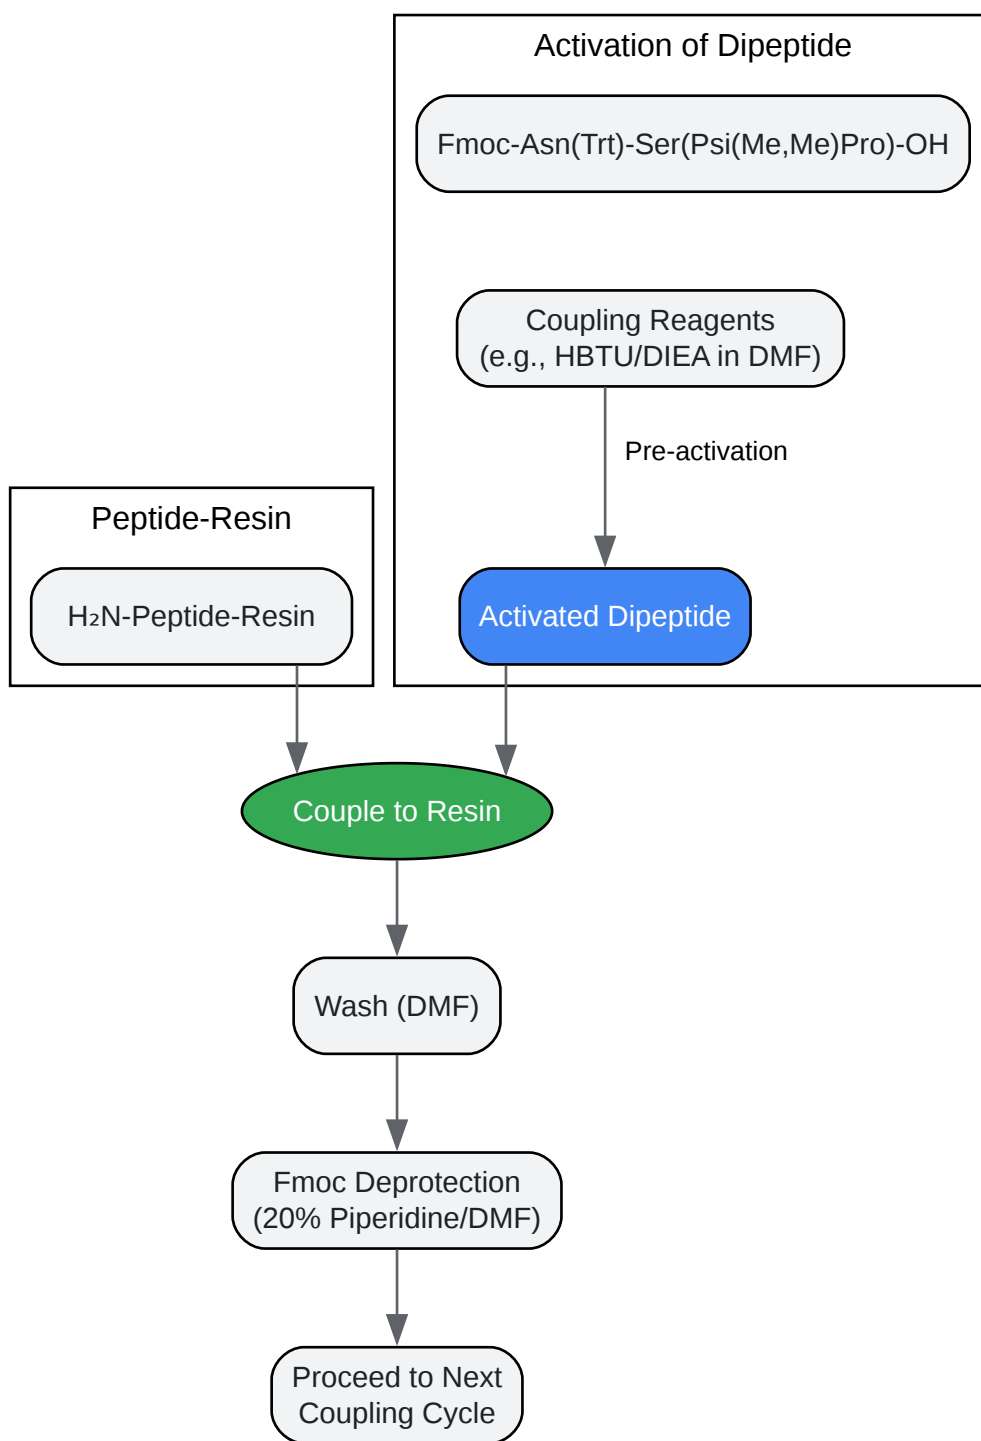 Activation of Dipeptide
Fmoc-Asn(Trt)-Ser(Psi(Me,Me)Pro)-OH
Coupling Reagents
(e.g., HBTU/DIEA in DMF)
Pre-activation
Peptide-Resin
H₂N-Peptide-Resin
Activated Dipeptide
Couple to Resin
Wash (DMF)
Fmoc Deprotection
(20% Piperidine/DMF)
Proceed to Next
Coupling Cycle